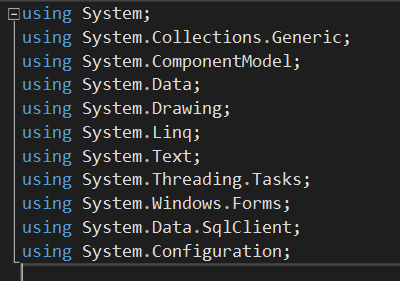 using System;
using System.Collections.Generic;
using System.ComponentModel;
using System.Data;
using System.Drawing;
using System.Linq;
using System.Text;
using System.Threading.Tasks;
using System.Windows.Forms;
using System.Data.SqlClient;
using System.Configuration;